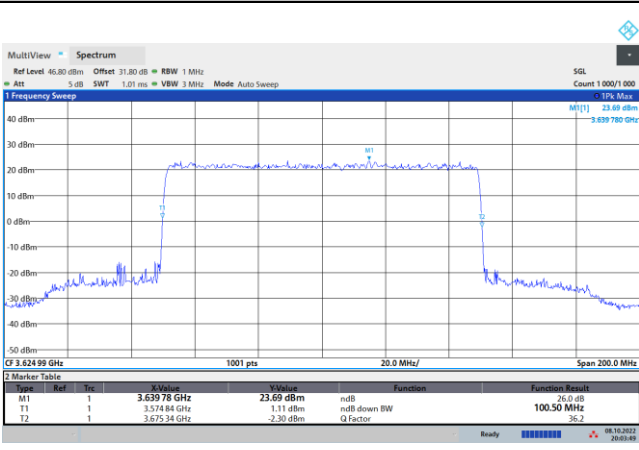 MultiView Spectrum
Ref Level 46.80 dBm Offset 31.80 dB RBW 1 MHz SGL
Att 5 dB SWT 1.01 ms VBW 3 MHz Mode Auto Sweep Count 1 000/1 000
1 Frequency Sweep 1Pk Max
M1[1] 23.69 dBm
3.639 780 GHz
40 dBm
30 dBm
M1
20 dBm
10 dBm
T1
T2
0 dBm
-10 dBm
-20 dBm
-30 dBm
-40 dBm
-50 dBm
CF 3.624 99 GHz 1001 pts 20.0 MHz/ Span 200.0 MHz
2 Marker Table
Type Ref Trc X-Value Y-Value Function Function Result
M1 1 3.639 78 GHz 23.69 dBm ndB 26.0 dB
T1 1 3.574 84 GHz 1.11 dBm ndB down BW 100.50 MHz
T2 1 3.675 34 GHz -2.30 dBm Q Factor 36.2
Ready 08.10.2022
20:03:49